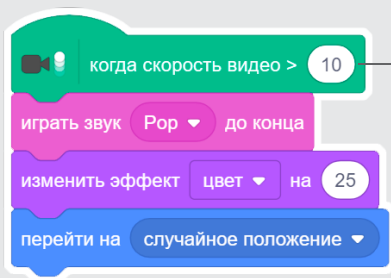 когда скорость видео > 10
играть звук Pop до конца
изменить эффект цвет на 25
перейти на случайное положение